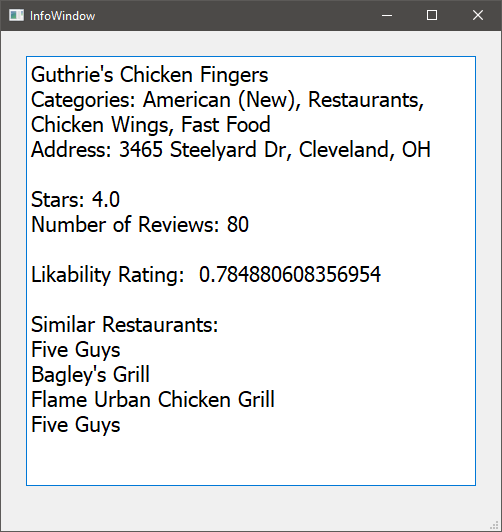 InfoWindow
Guthrie's Chicken Fingers
Categories: American (New), Restaurants,
Chicken Wings, Fast Food
Address: 3465 Steelyard Dr, Cleveland, OH
Stars: 4.0
Number of Reviews: 80
Likability Rating:  0.784880608356954
Similar Restaurants:
Five Guys
Bagley's Grill
Flame Urban Chicken Grill
Five Guys